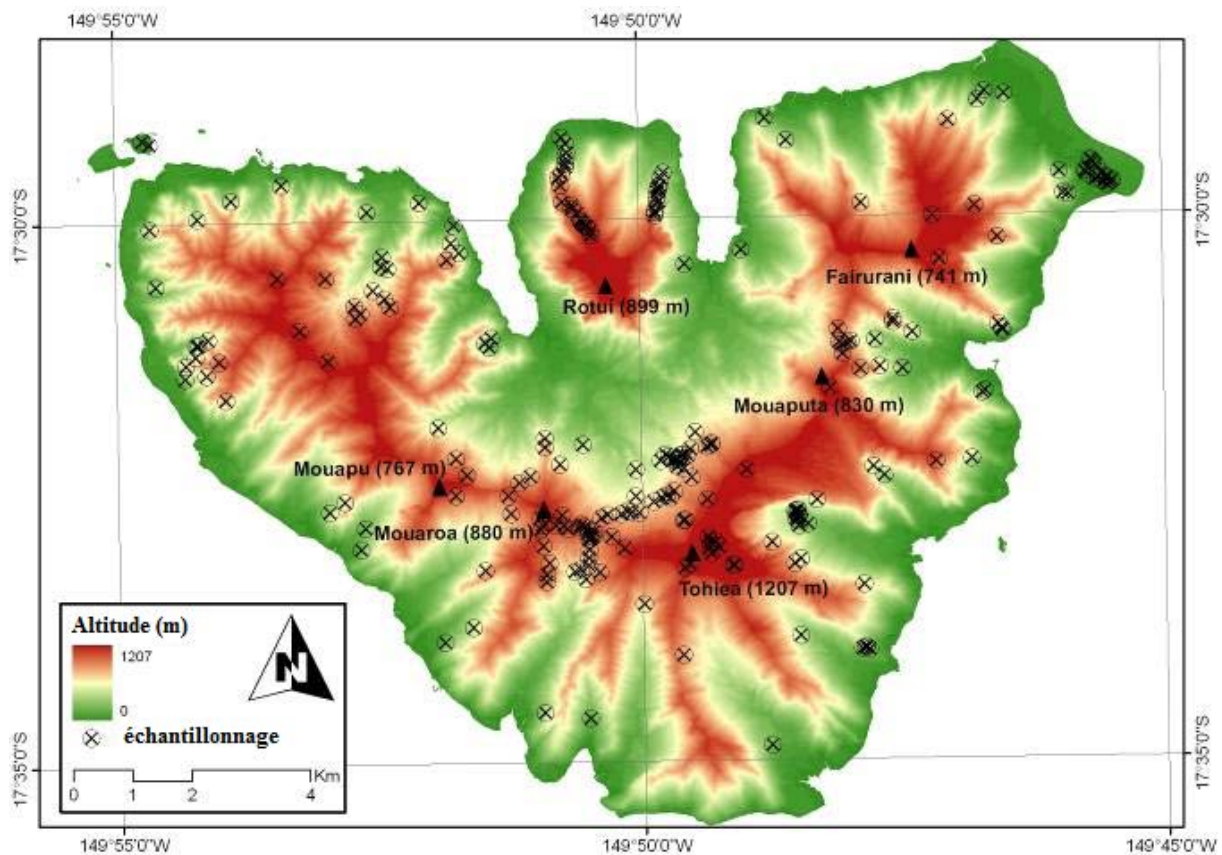 149°55'0"W
149°50'0"W
17°30'0"S
17°30'0"S
Fairurani (741 m)
Rotui (899 m)
Mouaputa (830 m)
Mouapu (767 m)
Mouaroa (880 m)
Tohiea (1207 m)
Altitude (m)
1207
0
N
échantillonnage
Km
0 1 2 4
17°35'0"S
17°35'0"S
149°55'0"W
149°50'0"W
149°45'0"W